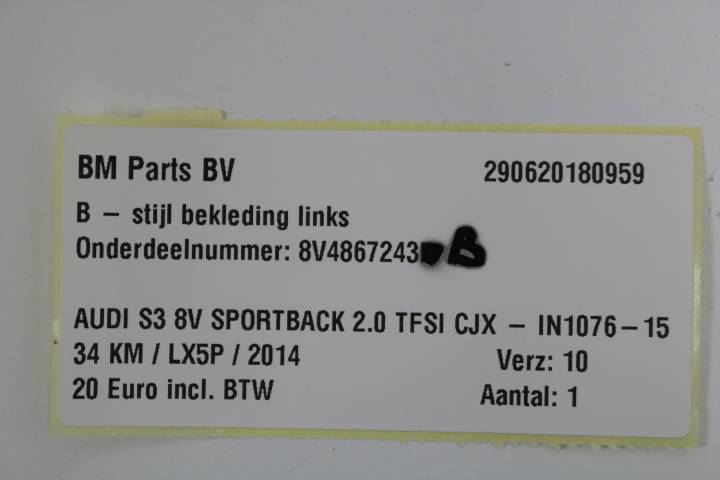 BM Parts BV 290620180959
B – stijl bekleding links
Onderdeelnummer: 8V4867243 B
AUDI S3 8V SPORTBACK 2.0 TFSI CJX – IN1076–15
34 KM / LX5P / 2014 Verz: 10
20 Euro incl. BTW Aantal: 1